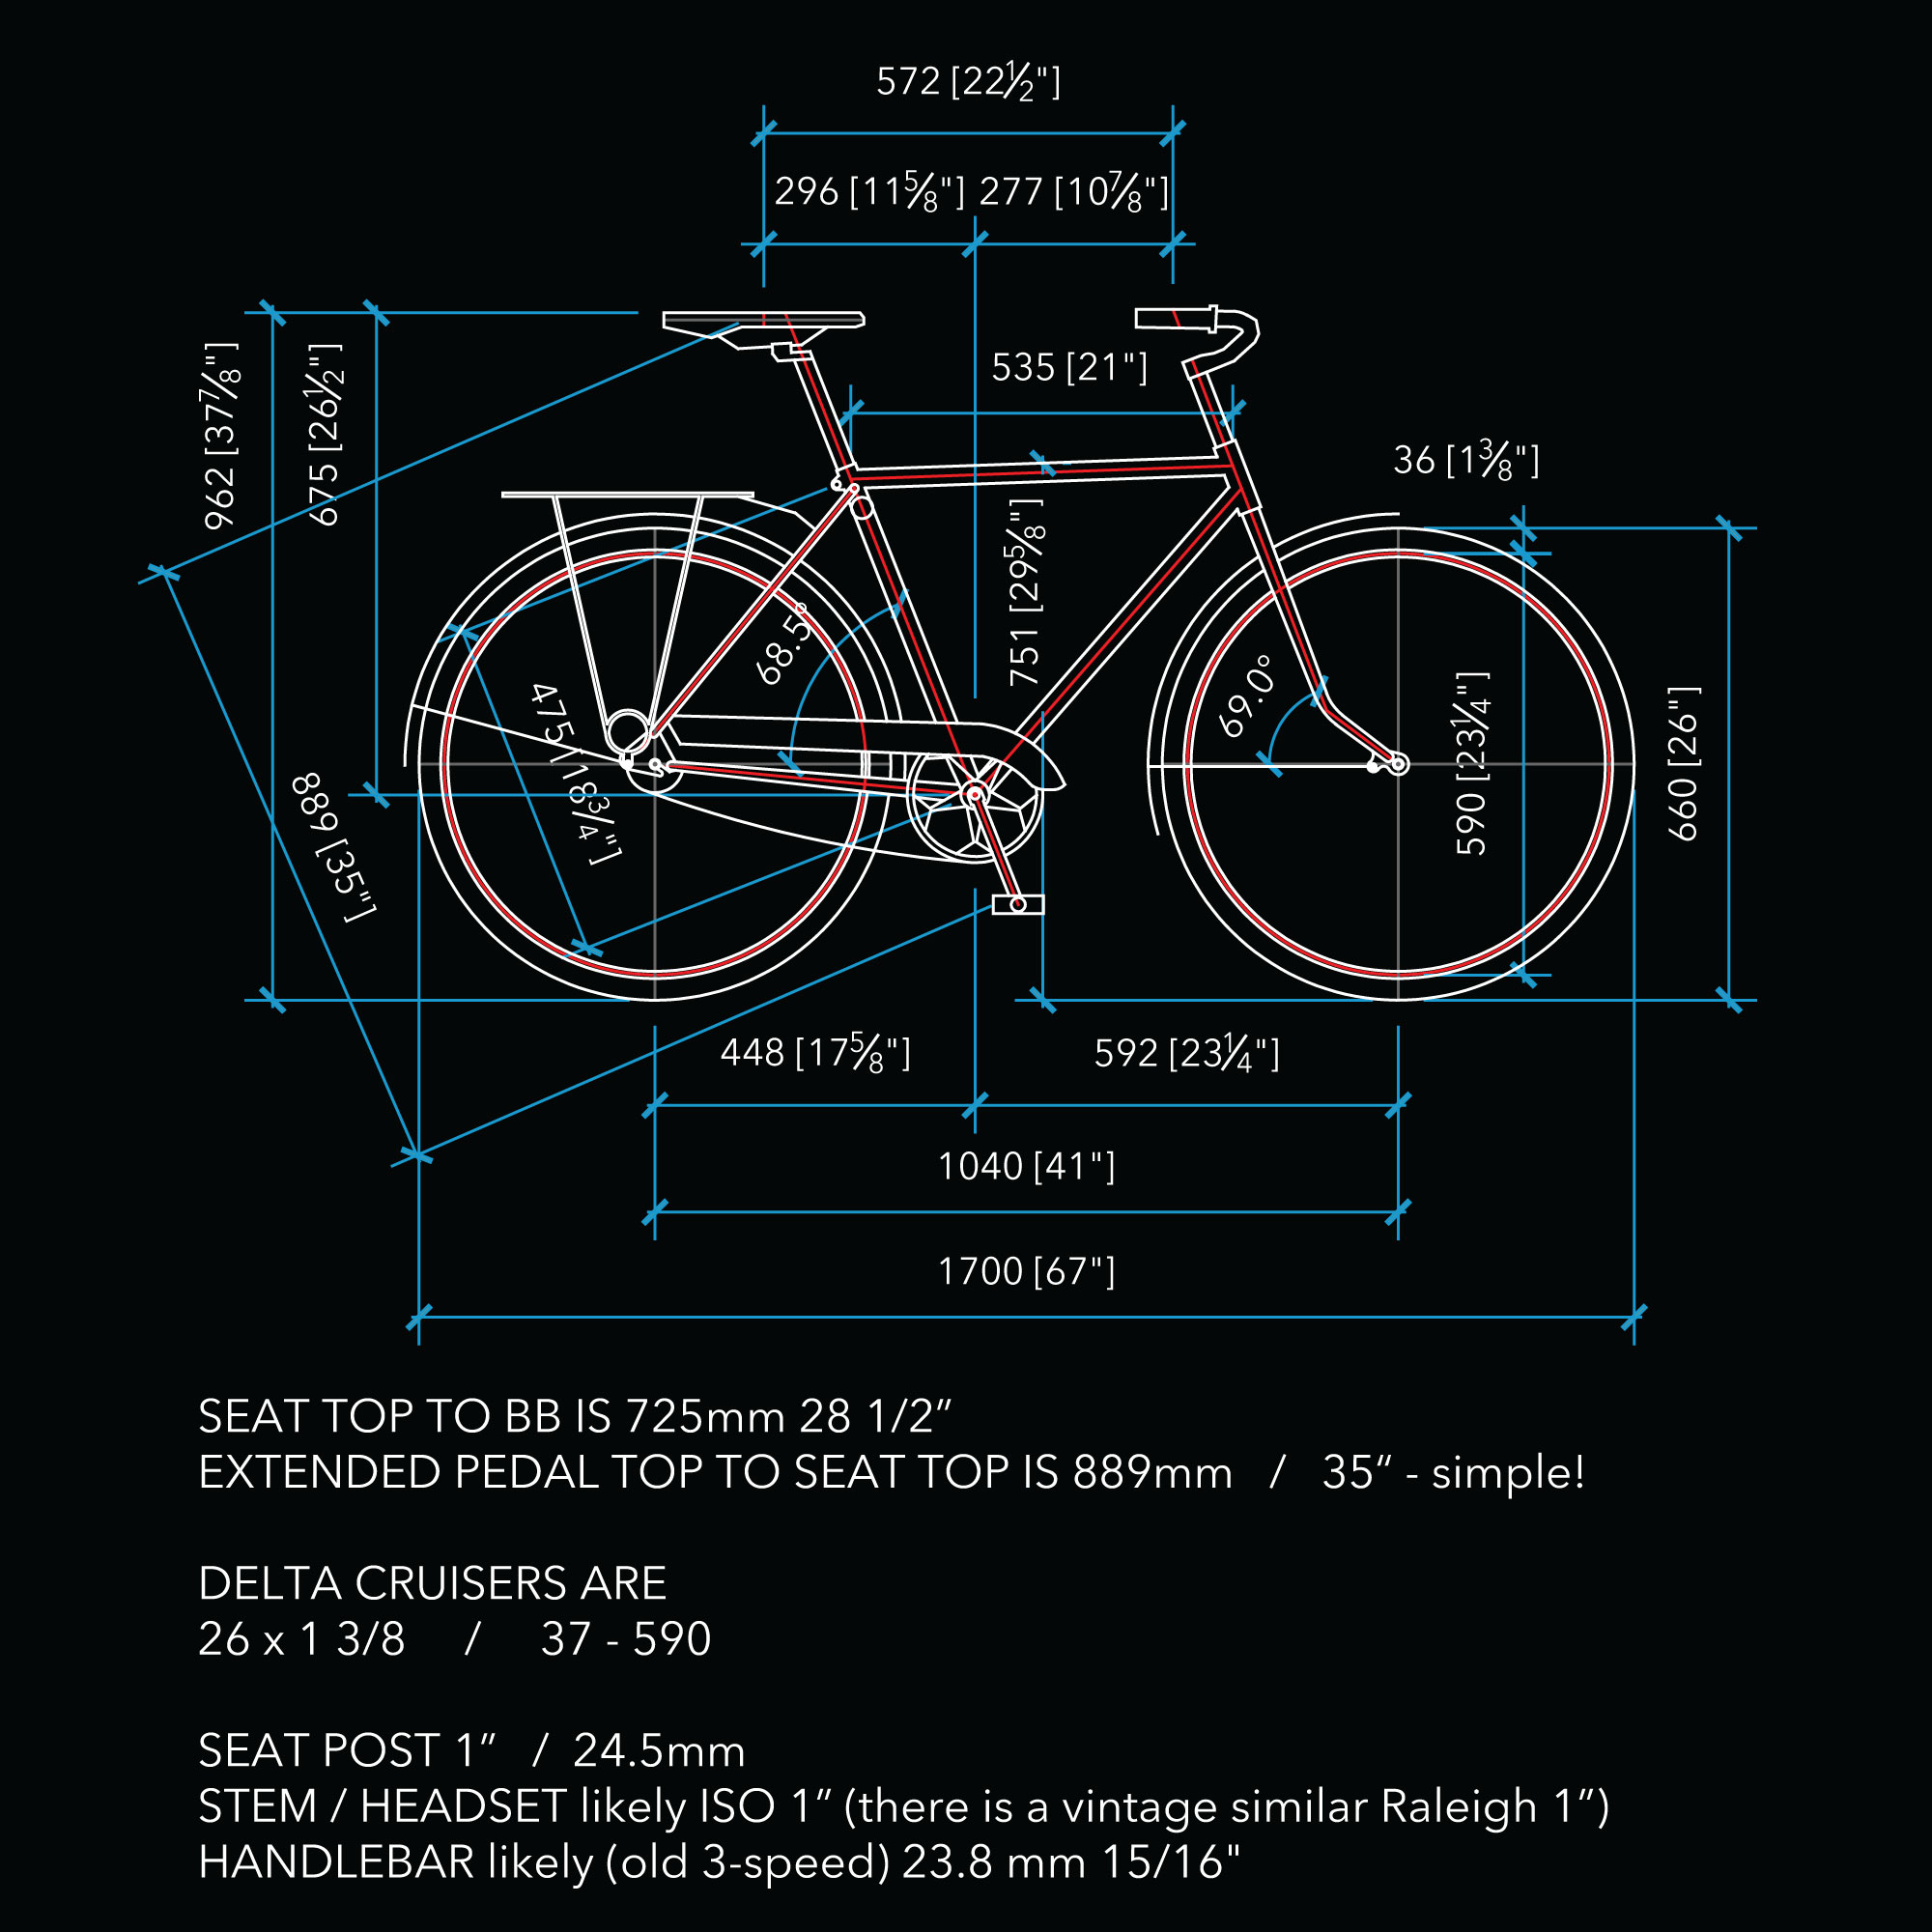 572 [22½"]
296 [11⅝"] 277 [10⅞"]
535 [21"]
962 [37⅞"]
675 [26½"]
36 [1⅜"]
751 [29⅝"]
68.5°
69.0°
475 [18¾"]
590 [23¼"]
660 [26"]
889 [35"]
448 [17⅝"]
592 [23¼"]
1040 [41"]
1700 [67"]
SEAT TOP TO BB IS 725mm 28 1/2”
EXTENDED PEDAL TOP TO SEAT TOP IS 889mm / 35“ - simple!
DELTA CRUISERS ARE
26 x 1 3/8 / 37 - 590
SEAT POST 1” / 24.5mm
STEM / HEADSET likely ISO 1” (there is a vintage similar Raleigh 1”)
HANDLEBAR likely (old 3-speed) 23.8 mm 15/16"